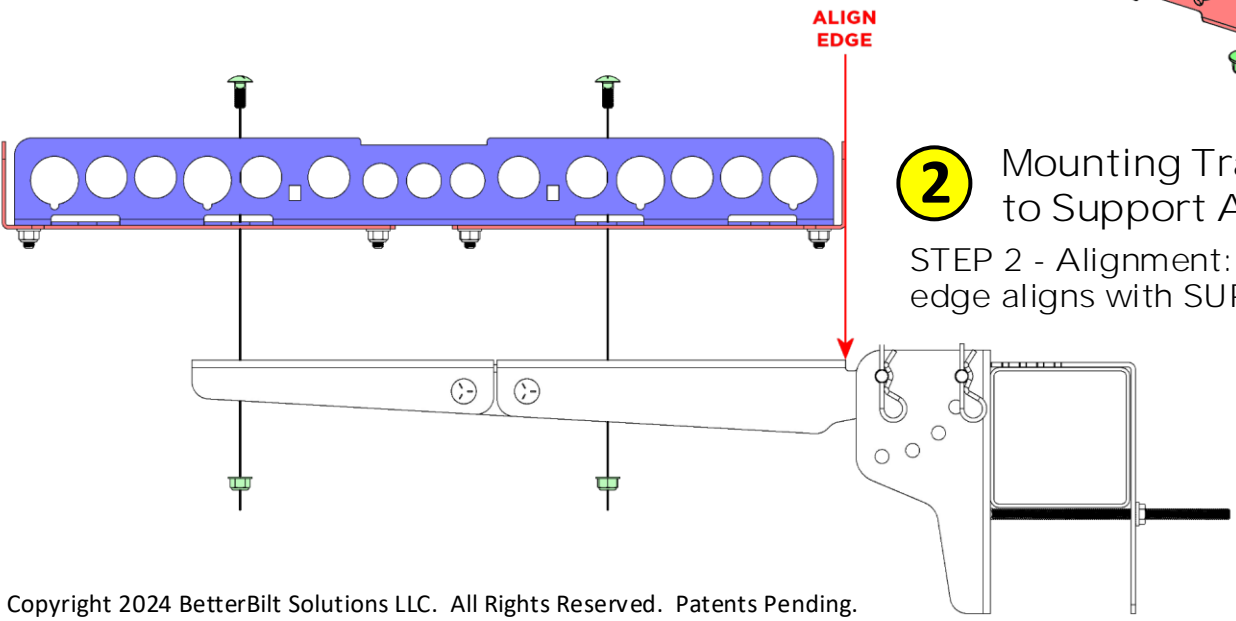 ALIGN
EDGE
2
Mounting Tra
to Support A
STEP 2 - Alignment:
edge aligns with SUP
Copyright 2024 BetterBilt Solutions LLC. All Rights Reserved. Patents Pending.